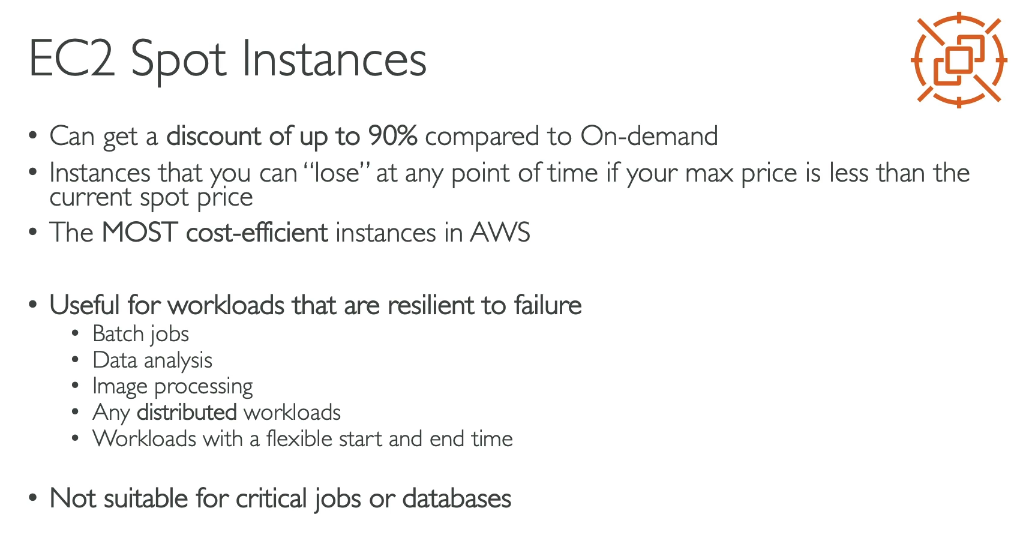 EC2 Spot Instances
• Can get a discount of up to 90% compared to On-demand
• Instances that you can “lose” at any point of time if your max price is less than the
current spot price
• The MOST cost-efficient instances in AWS
• Useful for workloads that are resilient to failure
• Batch jobs
• Data analysis
• Image processing
• Any distributed workloads
• Workloads with a flexible start and end time
• Not suitable for critical jobs or databases